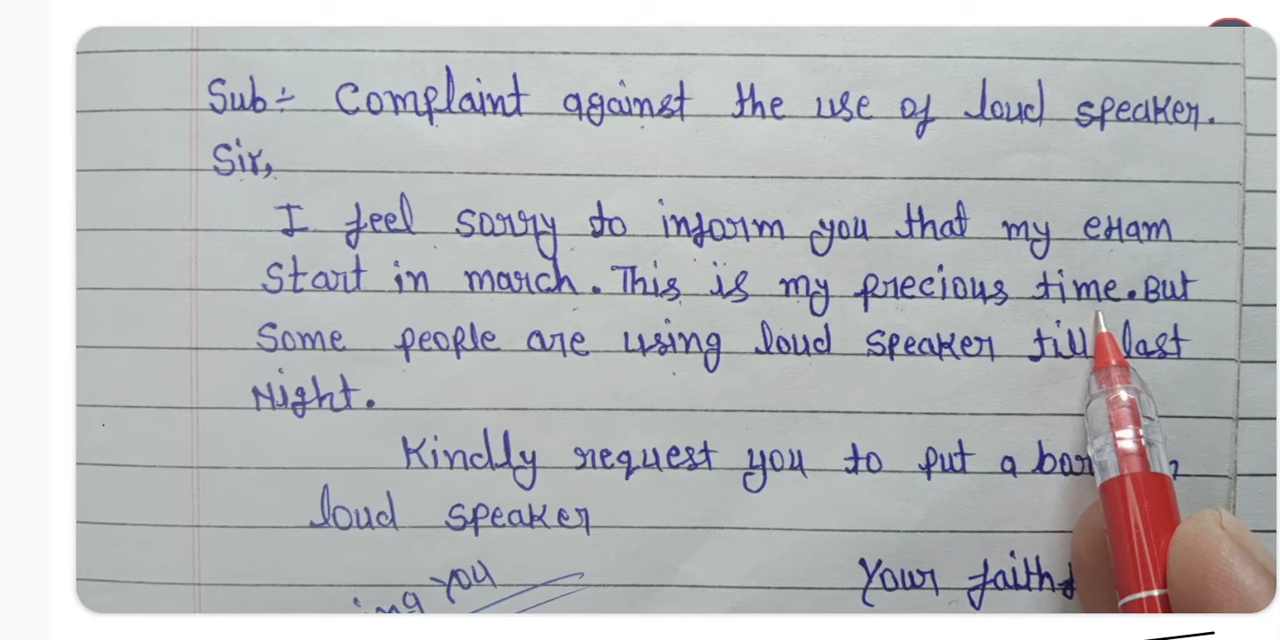 Sub÷ Complaint against the use of loud speaker.
Sir,
I feel sorry to inform you that my exam
start in march. This is my precious time. But
some people are using loud speaker till last
Night.
Kindly request you to put a
loud speaker
you
Your